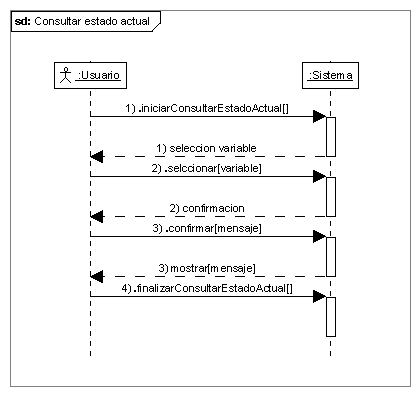 sd: Consultar estado actual
:Usuario
:Sistema
1) .iniciarConsultarEstadoActual[]
1) seleccion variable
2) .selccionar[variable]
2) confirmacion
3) .confirmar[mensaje]
3) mostrar[mensaje]
4) .finalizarConsultarEstadoActual[]